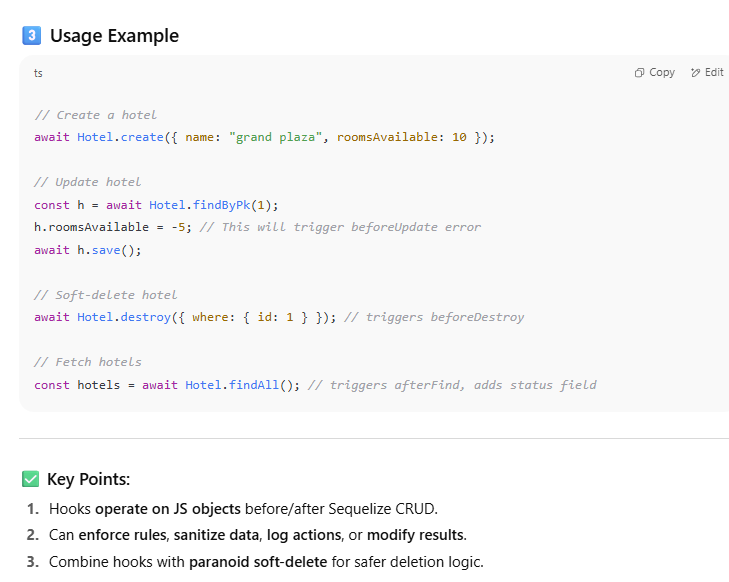 3 Usage Example
ts Copy Edit
// Create a hotel
await Hotel.create({ name: "grand plaza", roomsAvailable: 10 });
// Update hotel
const h = await Hotel.findByPk(1);
h.roomsAvailable = -5; // This will trigger beforeUpdate error
await h.save();
// Soft-delete hotel
await Hotel.destroy({ where: { id: 1 } }); // triggers beforeDestroy
// Fetch hotels
const hotels = await Hotel.findAll(); // triggers afterFind, adds status field
Key Points:
1. Hooks operate on JS objects before/after Sequelize CRUD.
2. Can enforce rules, sanitize data, log actions, or modify results.
3. Combine hooks with paranoid soft-delete for safer deletion logic.